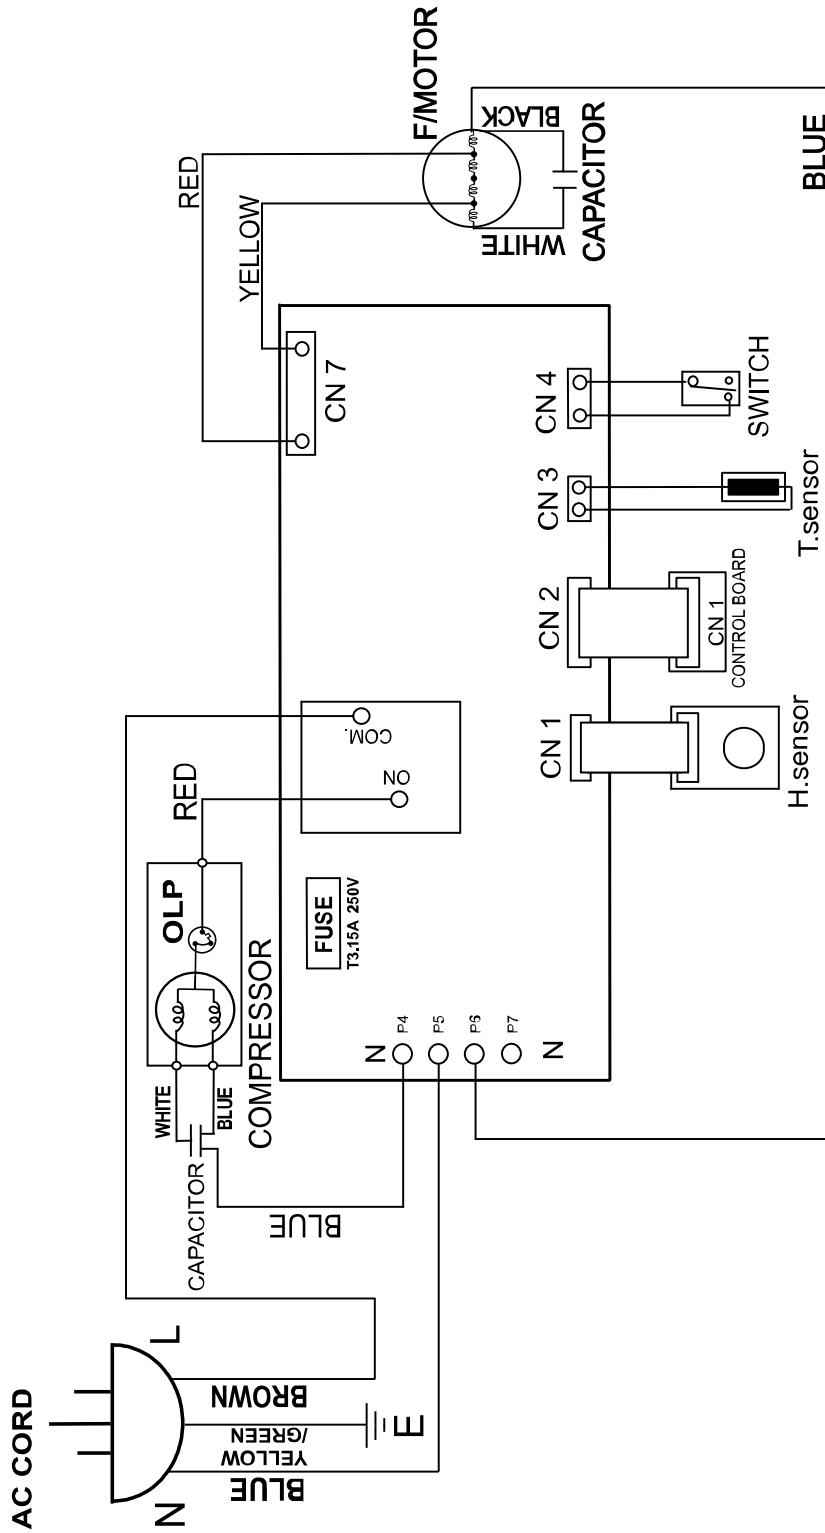 F/MOTOR
RED
BLACK
CAPACITOR
BLUE
YELLOW
WHITE
CN 7
CN 4
SWITCH
CN 3
T.sensor
CN 2
CN 1
CONTROL BOARD
CN 1
H.sensor
COM.
ON
RED
OLP
COMPRESSOR
FUSE
T3.15A 250V
N
P4
P5
P6
P7
N
WHITE
BLUE
CAPACITOR
BLUE
AC CORD
L
BROWN
YELLOW
/GREEN
E
BLUE
N